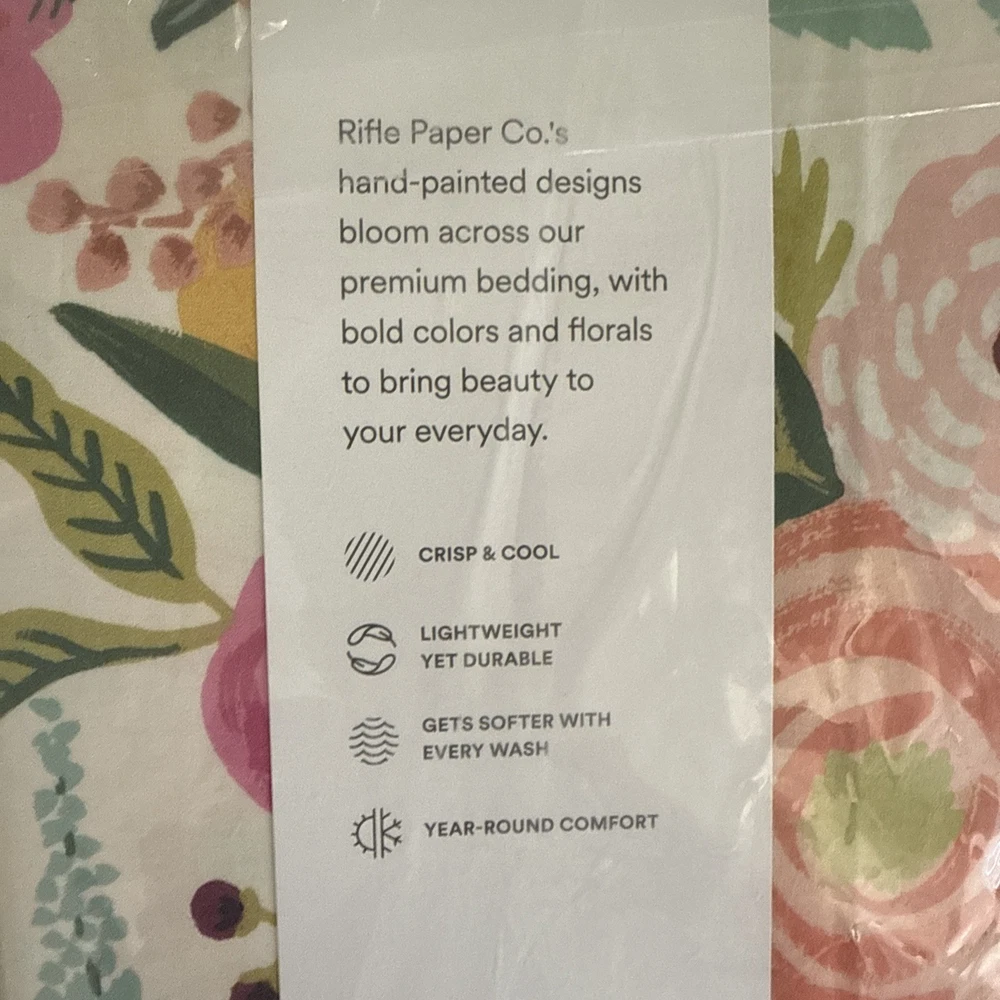 Rifle Paper Co.'s
hand-painted designs
bloom across our
premium bedding, with
bold colors and florals
to bring beauty to
your everyday.
CRISP & COOL
LIGHTWEIGHT
YET DURABLE
GETS SOFTER WITH
EVERY WASH
YEAR-ROUND COMFORT